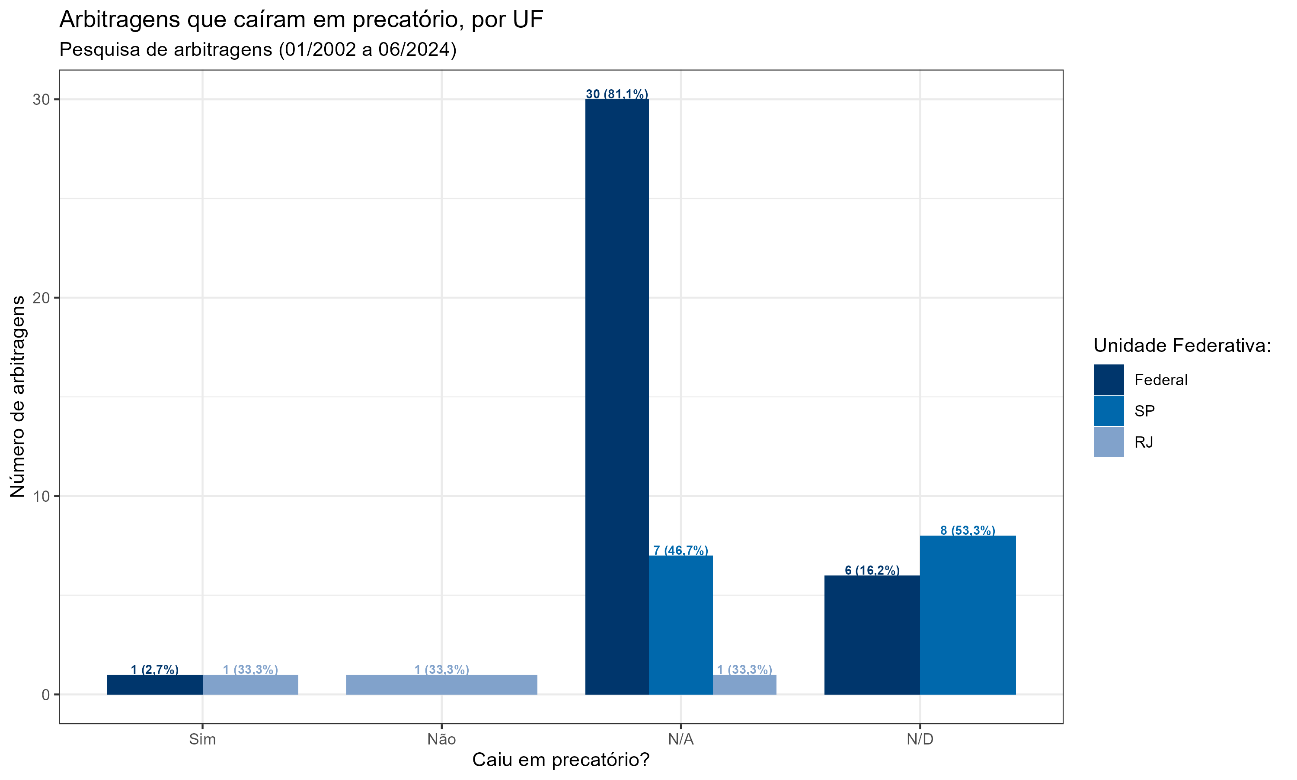 Arbitragens que caíram em precatório, por UF
Pesquisa de arbitragens (01/2002 a 06/2024)
Número de arbitragens
30
20
10
0
1 (2,7%)
1 (33,3%)
1 (33,3%)
30 (81,1%)
7 (46,7%)
1 (33,3%)
6 (16,2%)
8 (53,3%)
Sim
Não
N/A
N/D
Caiu em precatório?
Unidade Federativa:
Federal
SP
RJ